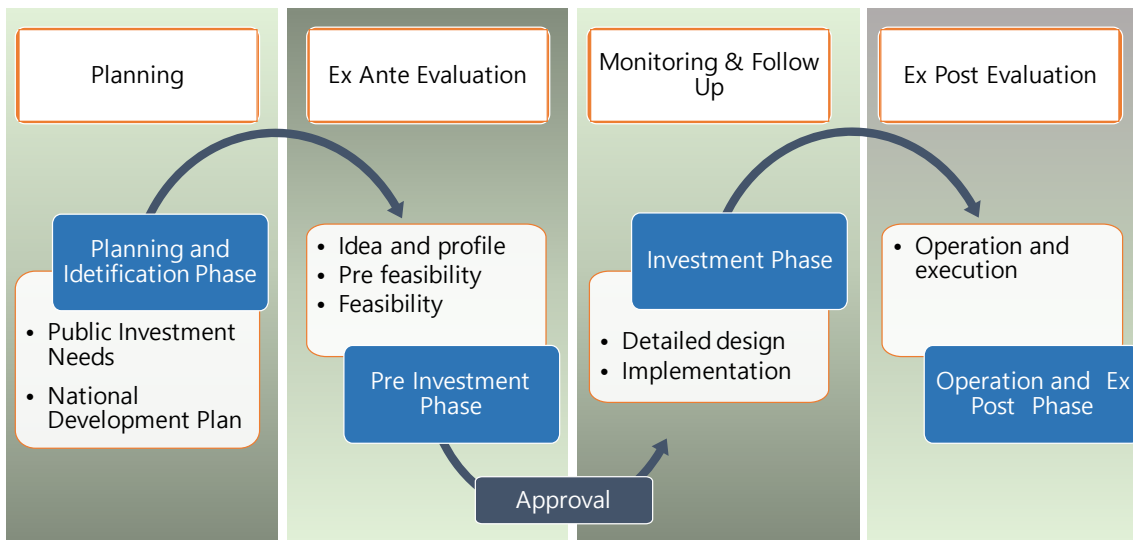 Planning
Ex Ante Evaluation
Monitoring & Follow
Up
Ex Post Evaluation
Planning and
Idetification Phase
• Public Investment
Needs
• National
Development Plan
• Idea and profile
• Pre feasibility
• Feasibility
Pre Investment
Phase
Approval
Investment Phase
• Detailed design
• Implementation
• Operation and
execution
Operation and Ex
Post Phase